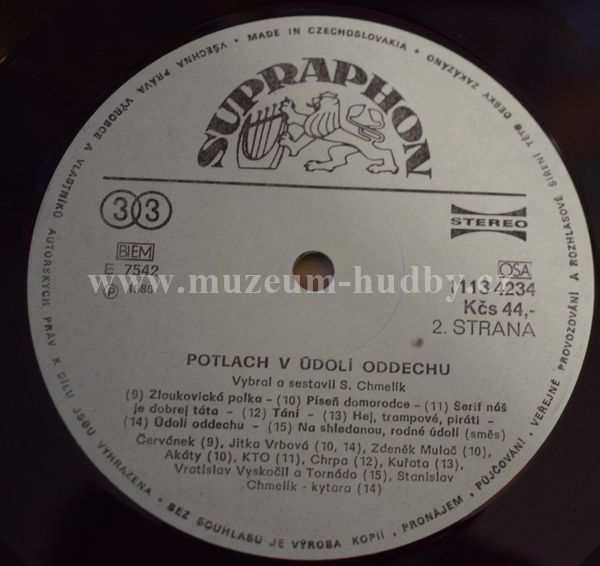 VŠECHNA PRÁVA VÝROBCE A VLASTNÍKŮ AUTORSKÝCH PRÁV K DÍLU JSOU VYHRAZENA • BEZ SOUHLASU JE VÝROBA KOPIÍ, PRONÁJEM, PŮJČOVÁNÍ, VEŘEJNÉ PROVOZOVÁNÍ A ROZHLASOVÉ ŠÍŘENÍ TÉTO DESKY ZAKÁZÁNO • MADE IN CZECHOSLOVAKIA •
SUPRAPHON
33
STEREO
BIEM
E 7542
℗ 1986
OSA
1113 4234
Kčs 44,-
2. STRANA
www.muzeum-hudby.cz
POTLACH V ÚDOLÍ ODDECHU
Vybral a sestavil S. Chmelík
(9) Zloukovická polka - (10) Píseň domorodce - (11) Šerif náš
je dobrej táta - (12) Táni - (13) Hej, trampové, piráti -
(14) Údolí oddechu - (15) Na shledanou, rodné údolí (směs)
Červánek (9), Jitka Vrbová (10, 14), Zdeněk Mulač (10),
Akáty (10), KTO (11), Chrpa (12), Kuřata (13),
Vratislav Vyskočil a Tornádo (15), Stanislav
Chmelík - kytara (14)